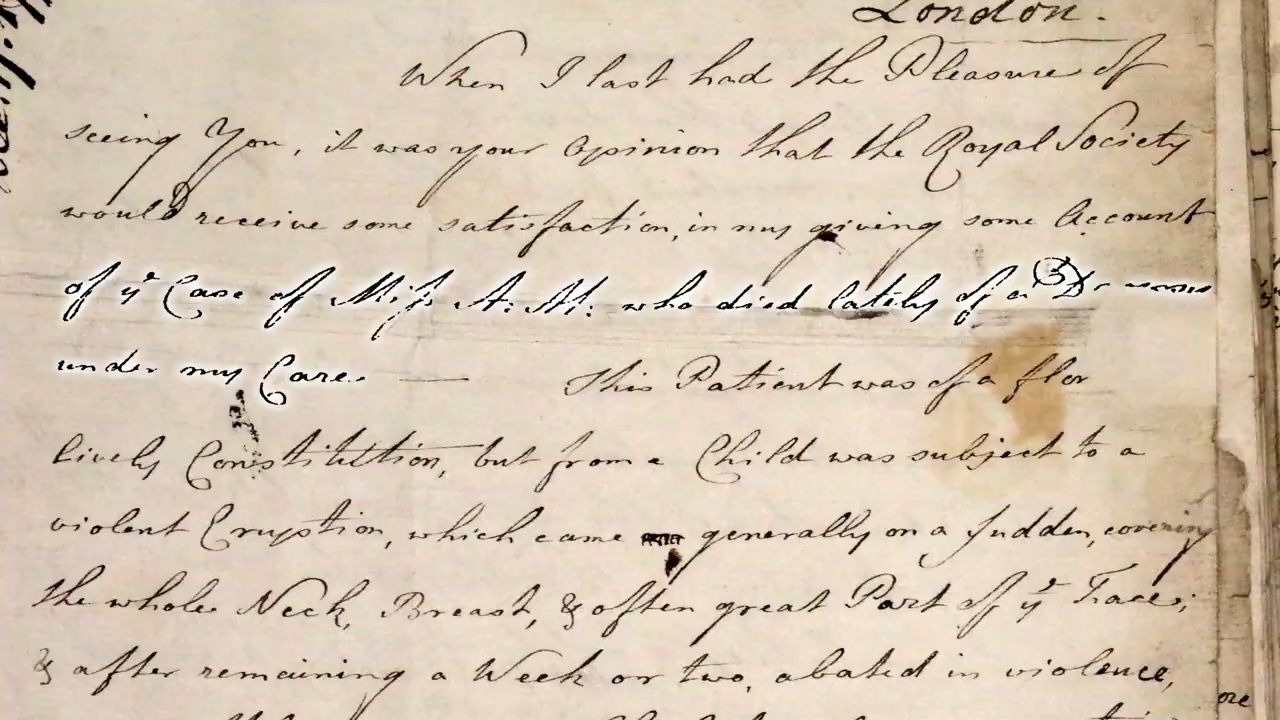 London.
When I last had the Pleasure of
seeing You, it was your Opinion that the Royal Society
would receive some satisfaction, in my giving some Account
of yᵉ Case of Miss A: M: who died lately of a
under my Care. — This Patient was of a flor
lively Constitution, but from a Child was subject to a
violent Eruption, which came generally on a sudden, covering
the whole Neck, Breast, & often great Part of yᵉ Face;
& after remaining a Week or two, abated in violence,
ore